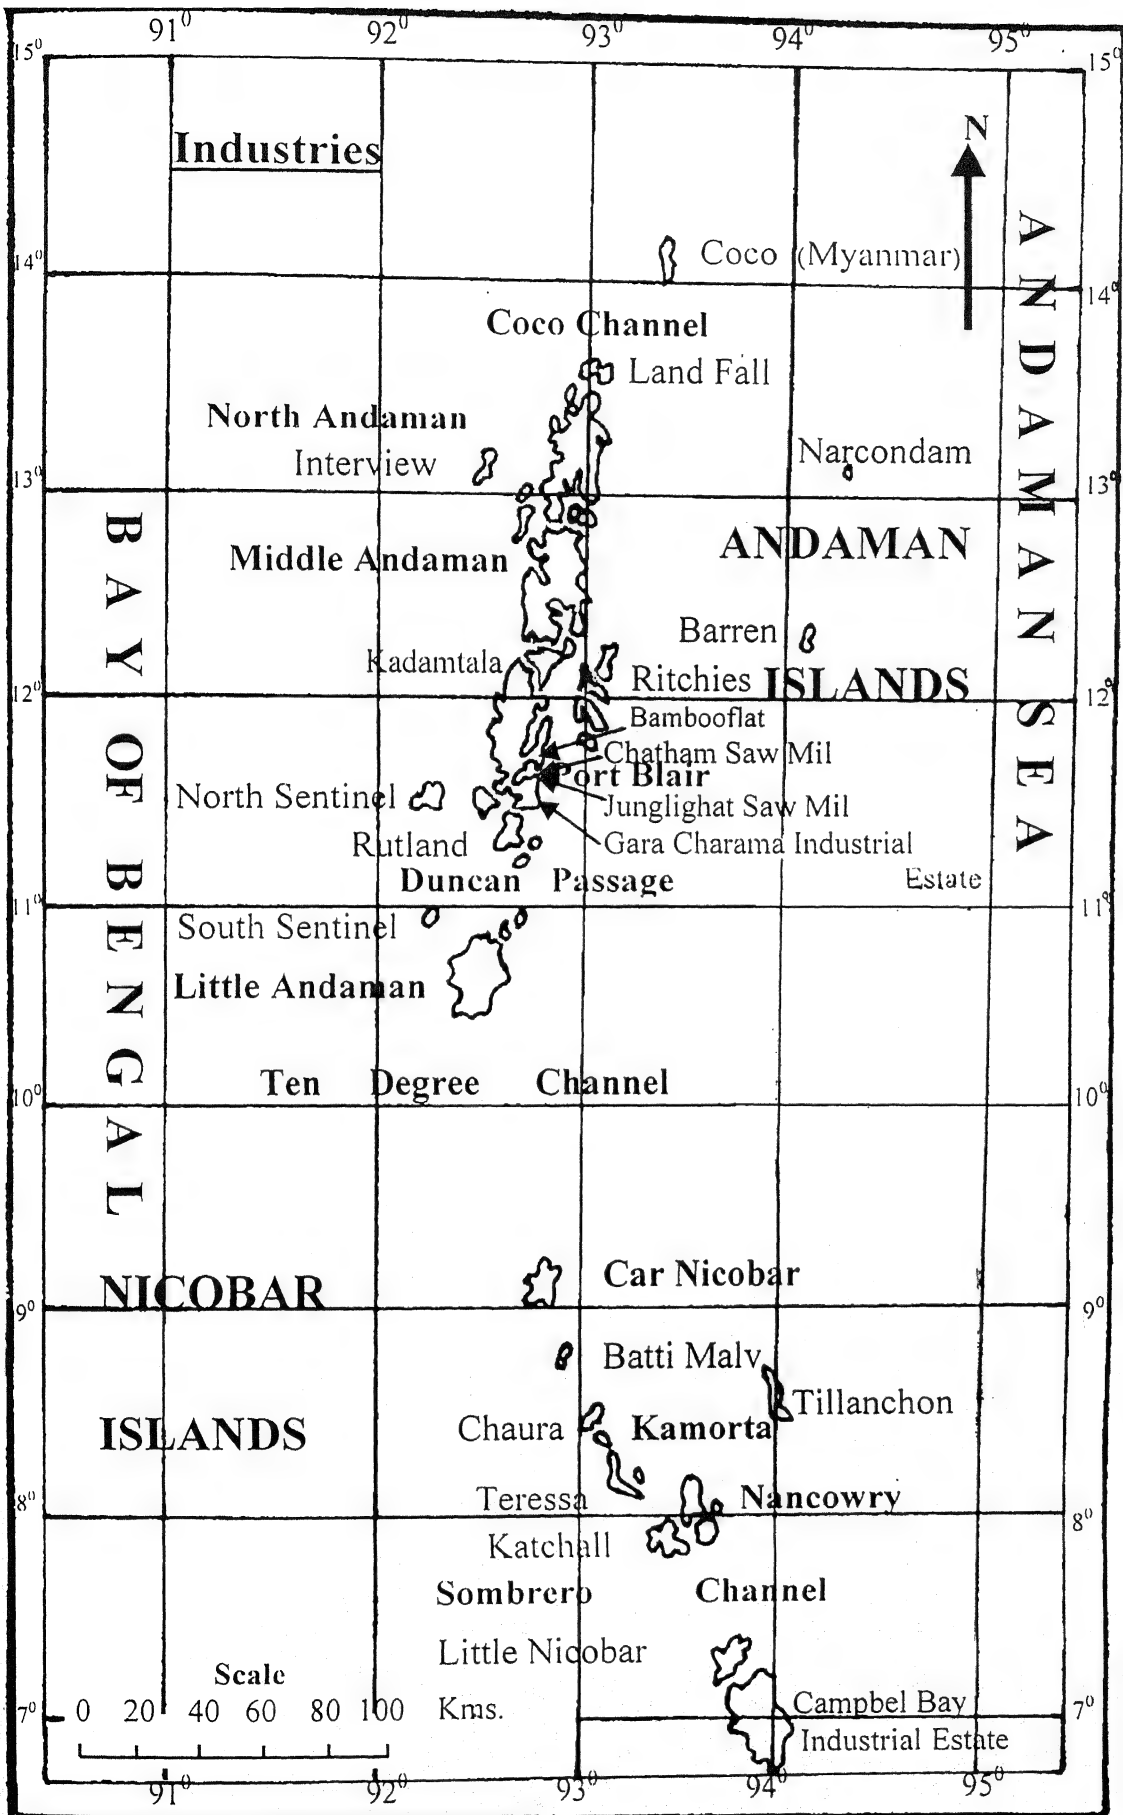 91⁰ 92⁰ 93⁰ 94⁰ 95⁰
15⁰ 15⁰
Industries
N
14⁰ Coco (Myanmar) 14⁰
Coco Channel
Land Fall
North Andaman
Interview
Narcondam
13⁰ 13⁰
ANDAMAN
Middle Andaman
Barren
Kadamtala
Ritchies ISLANDS
12⁰ 12⁰
Bambooflat
Chatham Saw Mil
Port Blair
North Sentinel
Junglighat Saw Mil
Rutland
Gara Charama Industrial
Estate
Duncan Passage
11⁰ 11⁰
South Sentinel
Little Andaman
Ten Degree Channel
10⁰ 10⁰
BAY OF BENGAL
ANDAMAN SEA
Car Nicobar
NICOBAR
9⁰ 9⁰
Batti Malv
Tillanchon
Chaura Kamorta
ISLANDS
Teressa Nancowry
8⁰ 8⁰
Katchall
Sombrero Channel
Little Nicobar
Scale
0 20 40 60 80 100 Kms.
Campbel Bay
7⁰ 7⁰
Industrial Estate
91⁰ 92⁰ 93⁰ 94⁰ 95⁰